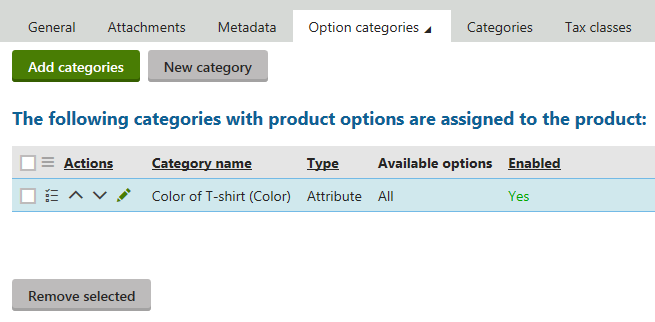 General Attachments Metadata Option categories Categories Tax classes
Add categories New category
The following categories with product options are assigned to the product:
Actions Category name Type Available options Enabled
Color of T-shirt (Color) Attribute All Yes
Remove selected